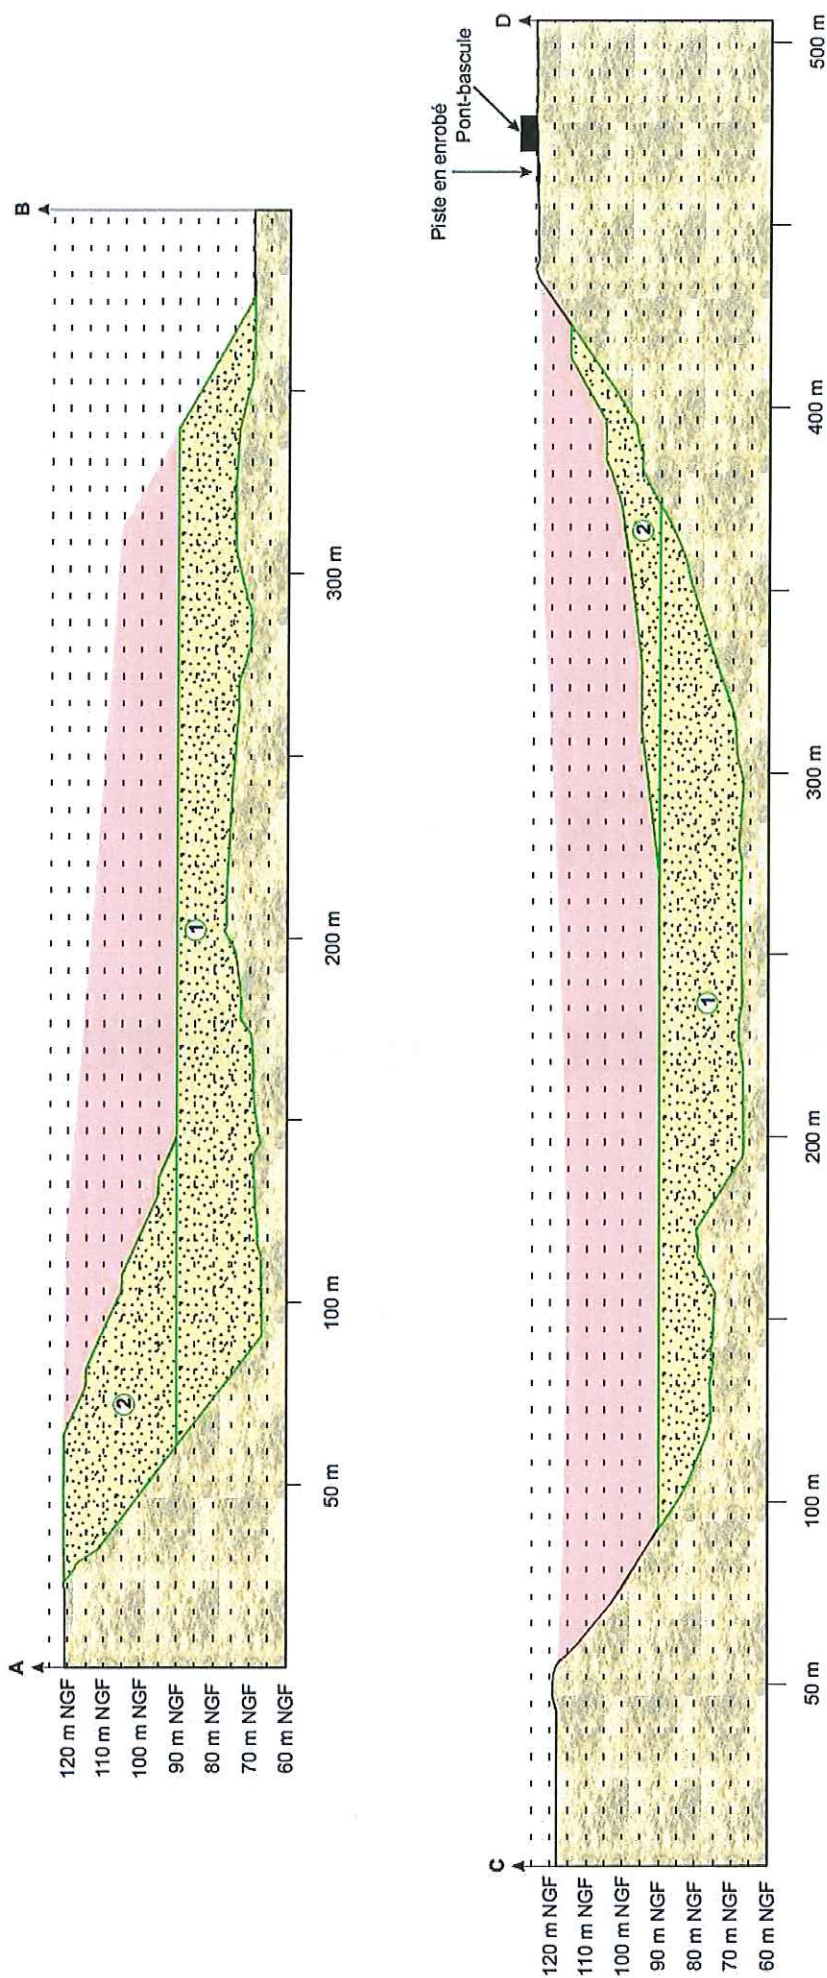 A
B
120 m NGF
110 m NGF
100 m NGF
90 m NGF
80 m NGF
70 m NGF
60 m NGF
2
1
50 m
100 m
200 m
300 m
C
D
Piste en enrobé
Pont-bascule
120 m NGF
110 m NGF
100 m NGF
90 m NGF
80 m NGF
70 m NGF
60 m NGF
1
2
50 m
100 m
200 m
300 m
400 m
500 m